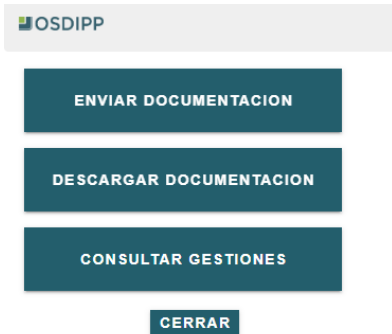 OSDIPP
ENVIAR DOCUMENTACION
DESCARGAR DOCUMENTACION
CONSULTAR GESTIONES
CERRAR